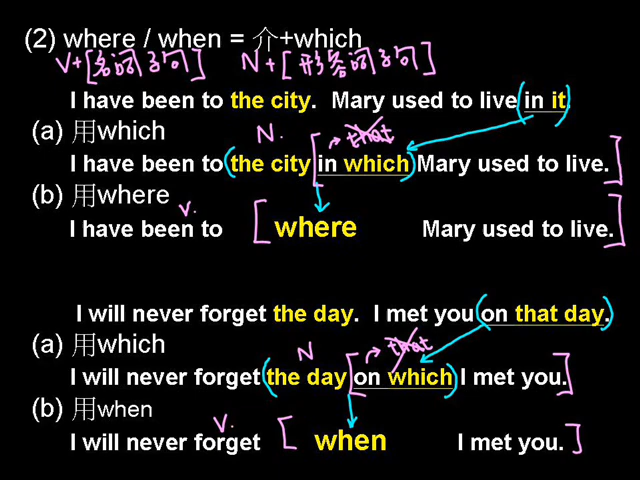 (2) where / when = 介+which
V+[名词子句] N+[形容词子句]
I have been to the city. Mary used to live in it.
(a) 用which
N. that
I have been to the city in which Mary used to live.
(b) 用where
V.
I have been to where Mary used to live.
I will never forget the day. I met you on that day.
(a) 用which
N that
I will never forget the day on which I met you.
(b) 用when
V.
I will never forget when I met you.